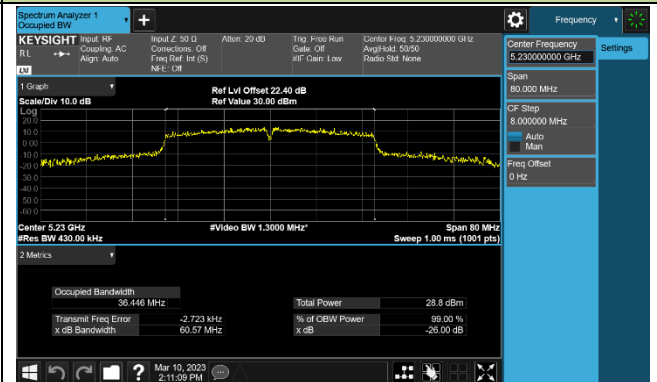 Spectrum Analyzer 1
Occupied BW
Frequency
KEYSIGHT
RL
LXI
Input: RF
Coupling: AC
Align: Auto
Input Z: 50 Ω
Corrections: Off
Freq Ref: Int (S)
NFE: Off
Atten: 20 dB
Trig: Free Run
Gate: Off
#IF Gain: Low
Center Freq: 5.230000000 GHz
Avg|Hold: 50/50
Radio Std: None
Center Frequency
5.230000000 GHz
Settings
Span
80.000 MHz
CF Step
8.000000 MHz
Auto
Man
Freq Offset
0 Hz
1 Graph
Scale/Div 10.0 dB
Ref Lvl Offset 22.40 dB
Ref Value 30.00 dBm
Log
20.0
10.0
0.00
-10.0
-20.0
-30.0
-40.0
-50.0
-60.0
Center 5.23 GHz
#Video BW 1.3000 MHz*
Span 80 MHz
#Res BW 430.00 kHz
Sweep 1.00 ms (1001 pts)
2 Metrics
Occupied Bandwidth
36.446 MHz
Total Power 28.8 dBm
Transmit Freq Error -2.723 kHz
% of OBW Power 99.00 %
x dB Bandwidth 60.57 MHz
x dB -26.00 dB
?
Mar 10, 2023
2:11:09 PM